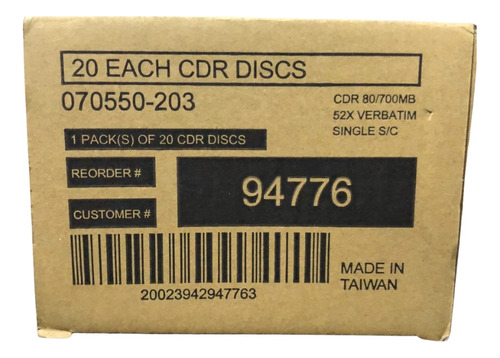 20 EACH CDR DISCS
070550-203
CDR 80/700MB
52X VERBATIM
SINGLE S/C
1 PACK(S) OF 20 CDR DISCS
REORDER #
94776
CUSTOMER #
20023942947763
MADE IN
TAIWAN